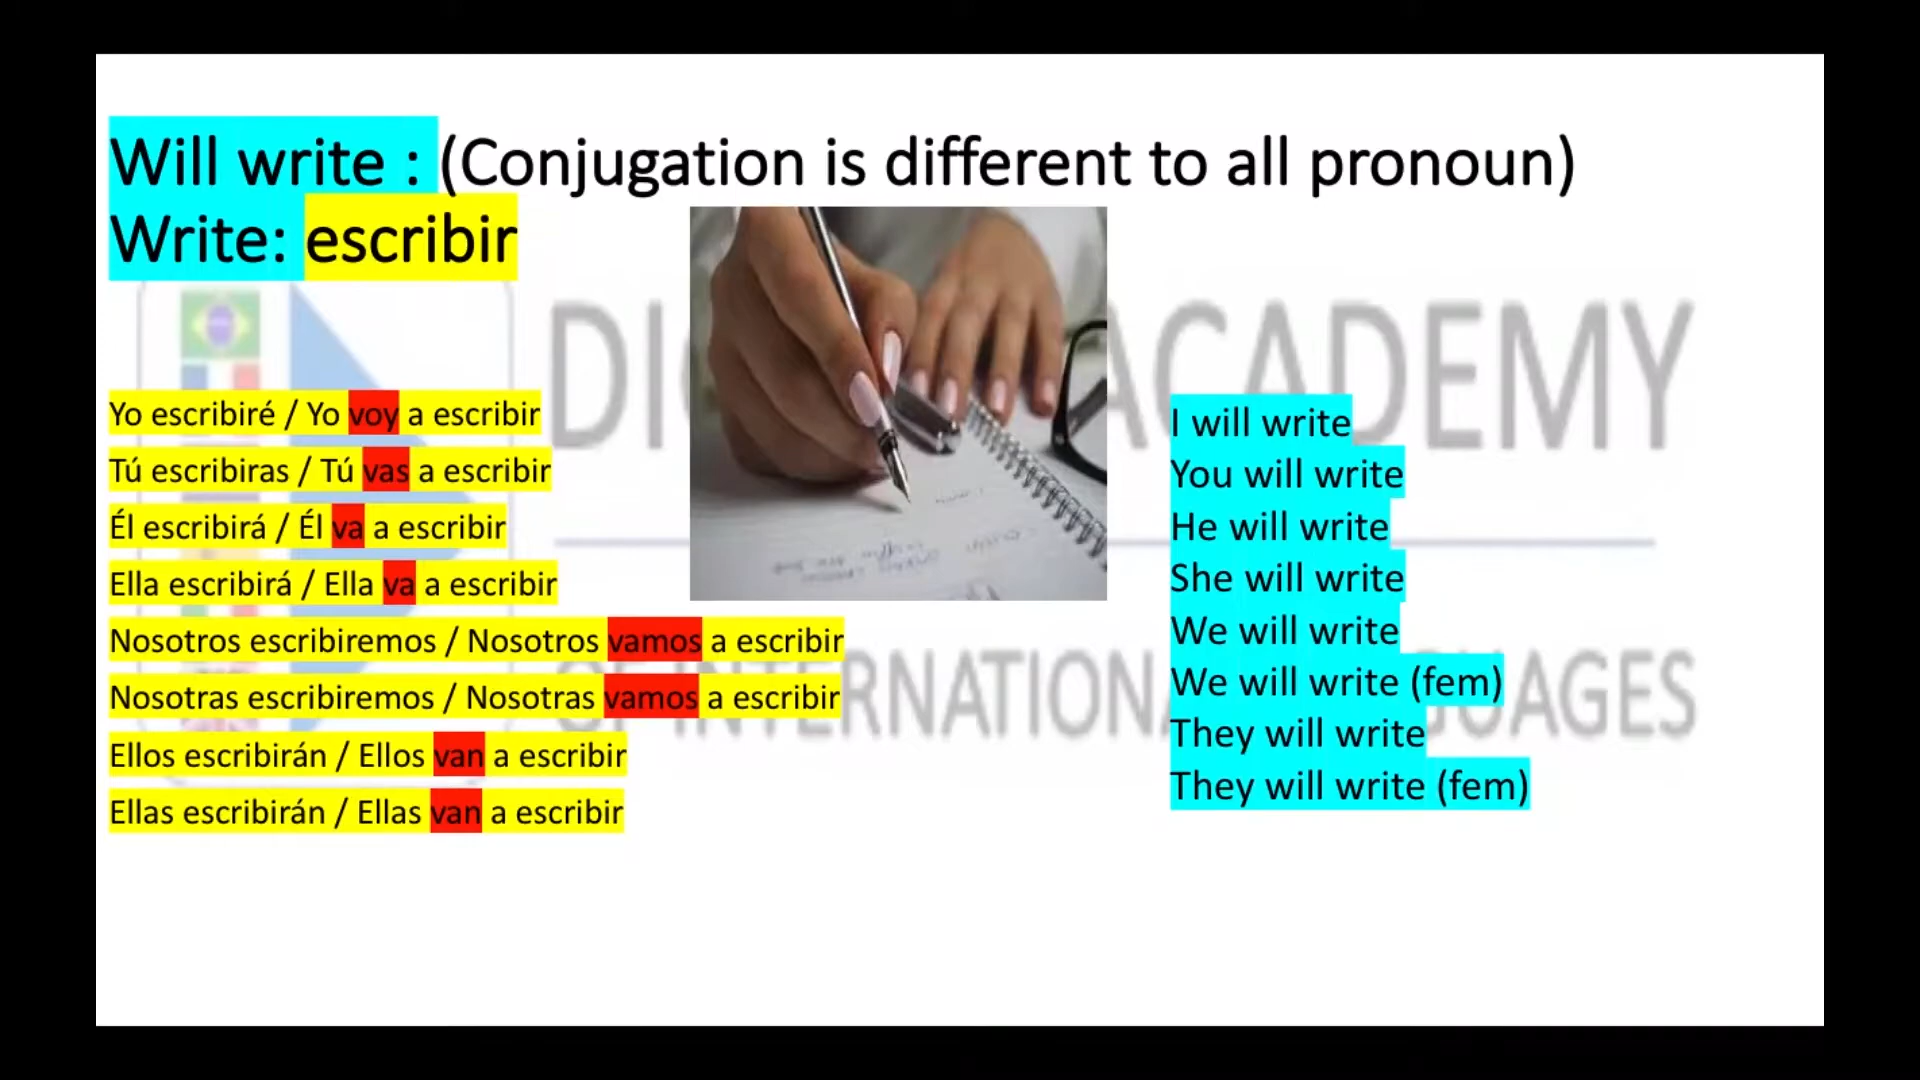 Will write : (Conjugation is different to all pronoun)
Write: escribir
Yo escribiré / Yo voy a escribir
Tú escribiras / Tú vas a escribir
Él escribirá / Él va a escribir
Ella escribirá / Ella va a escribir
Nosotros escribiremos / Nosotros vamos a escribir
Nosotras escribiremos / Nosotras vamos a escribir
Ellos escribirán / Ellos van a escribir
Ellas escribirán / Ellas van a escribir
I will write
You will write
He will write
She will write
We will write
We will write (fem)
They will write
They will write (fem)
ACADEMY
OF